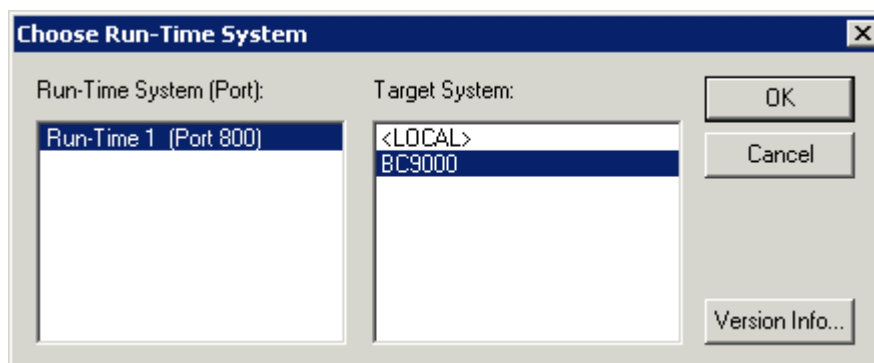 Choose Run-Time System
Run-Time System (Port):
Run-Time 1  (Port 800)
Target System:
<LOCAL>
BC9000
OK
Cancel
Version Info...